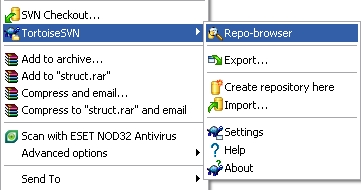 SVN Checkout...
TortoiseSVN
Add to archive...
Add to "struct.rar"
Compress and email...
Compress to "struct.rar" and email
Scan with ESET NOD32 Antivirus
Advanced options
Send To
Repo-browser
Export...
Create repository here
Import...
Settings
Help
About